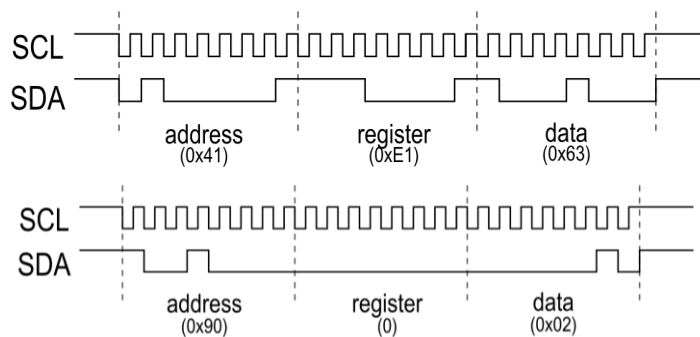 SCL
SDA
address register data
(0x41) (0xE1) (0x63)
SCL
SDA
address register data
(0x90) (0) (0x02)